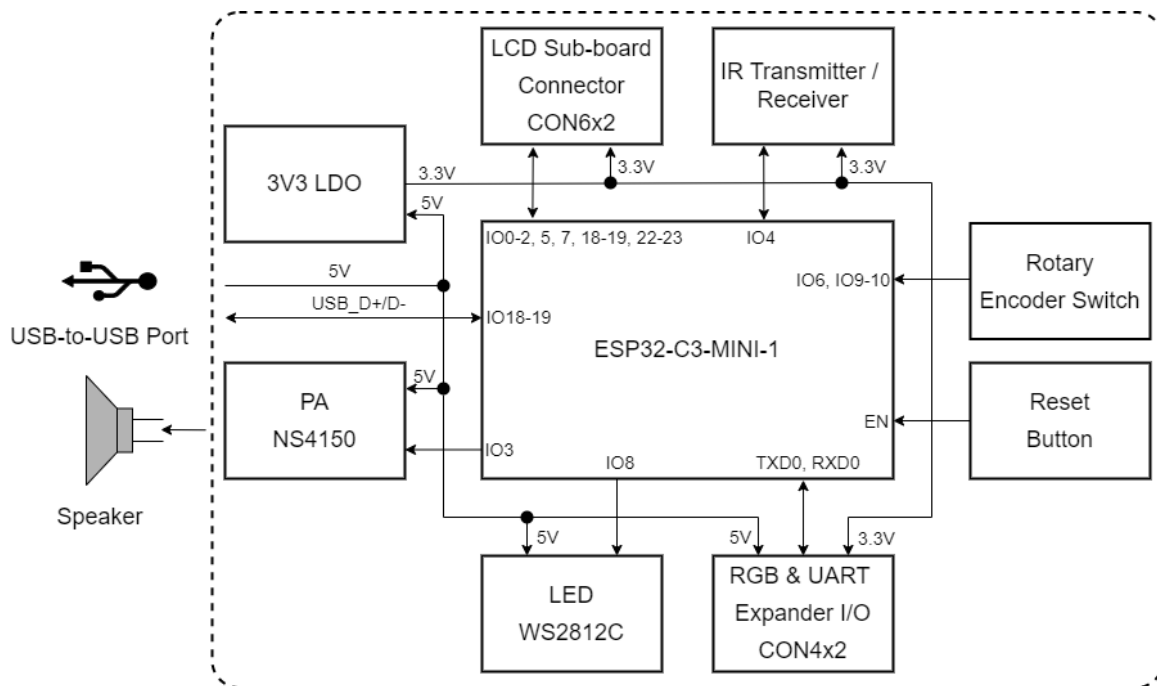 LCD Sub-board
Connector
CON6x2
IR Transmitter /
Receiver
3V3 LDO
3.3V
3.3V
3.3V
5V
IO0-2, 5, 7, 18-19, 22-23
IO4
5V
IO6, IO9-10
Rotary
Encoder Switch
USB_D+/D-
IO18-19
USB-to-USB Port
ESP32-C3-MINI-1
5V
PA
NS4150
IO3
EN
Reset
Button
IO8
TXD0, RXD0
Speaker
5V
5V
3.3V
LED
WS2812C
RGB & UART
Expander I/O
CON4x2